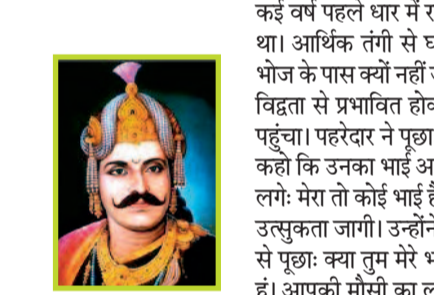 कई वर्ष पहले धार में
था। आर्थिक तंगी से
भोज के पास क्यों नहीं
विद्वता से प्रभावित
पहुंचा। पहरेदार ने पूछा
कहो कि उनका भाई
लगेः मेरा तो कोई भाई
उत्सुकता जागी। उन्होंने
से पूछाः क्या तुम मेरे
हूं। आपकी मौसी का